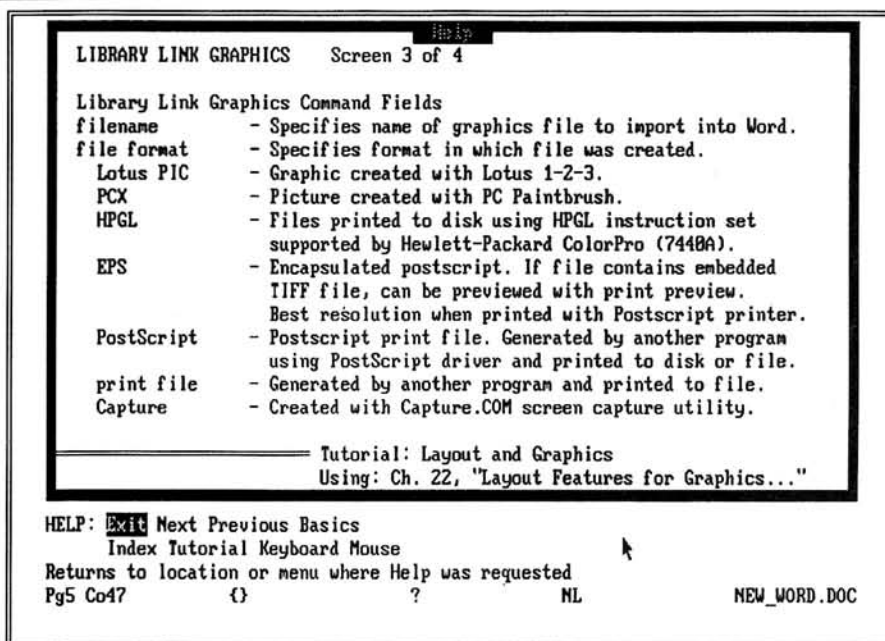 Help
LIBRARY LINK GRAPHICS Screen 3 of 4
Library Link Graphics Command Fields
filename - Specifies name of graphics file to import into Word.
file format - Specifies format in which file was created.
Lotus PIC - Graphic created with Lotus 1-2-3.
PCX - Picture created with PC Paintbrush.
HPGL - Files printed to disk using HPGL instruction set
supported by Hewlett-Packard ColorPro (7440A).
EPS - Encapsulated postscript. If file contains embedded
TIFF file, can be previewed with print preview.
Best resolution when printed with Postscript printer.
PostScript - Postscript print file. Generated by another program
using PostScript driver and printed to disk or file.
print file - Generated by another program and printed to file.
Capture - Created with Capture.COM screen capture utility.
Tutorial: Layout and Graphics
Using: Ch. 22, "Layout Features for Graphics..."
HELP: Exit Next Previous Basics
Index Tutorial Keyboard Mouse
Returns to location or menu where Help was requested
Pg5 Co47 {} ? NL NEW_WORD.DOC